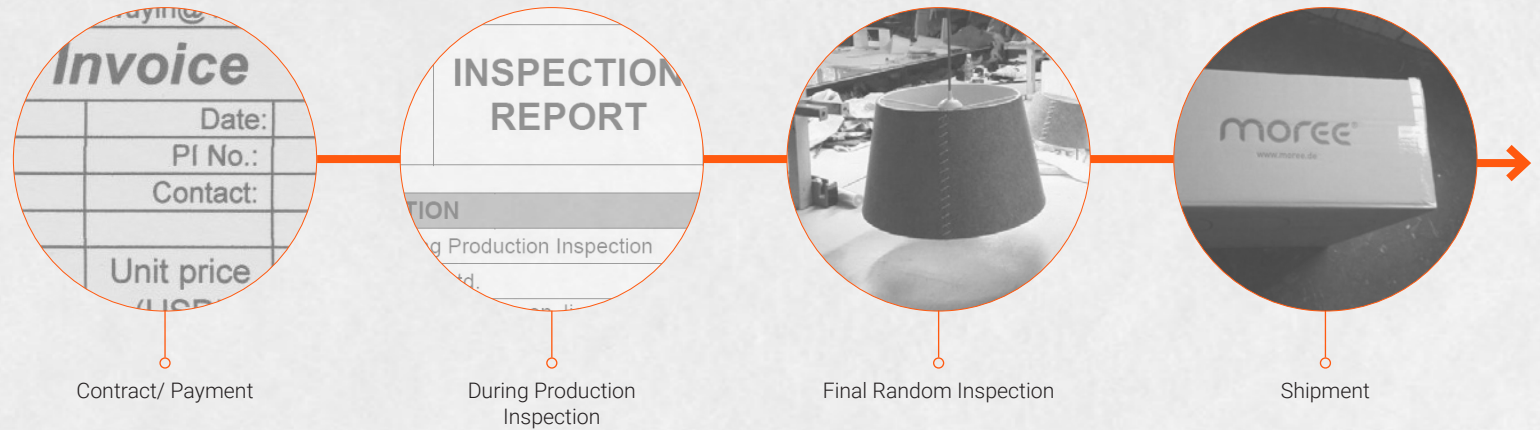 Invoice
Date:
PI No.:
Contact:
Unit price
INSPECTION
REPORT
Production Inspection
moree
www.moree.de
Contract/ Payment
During Production
Inspection
Final Random Inspection
Shipment